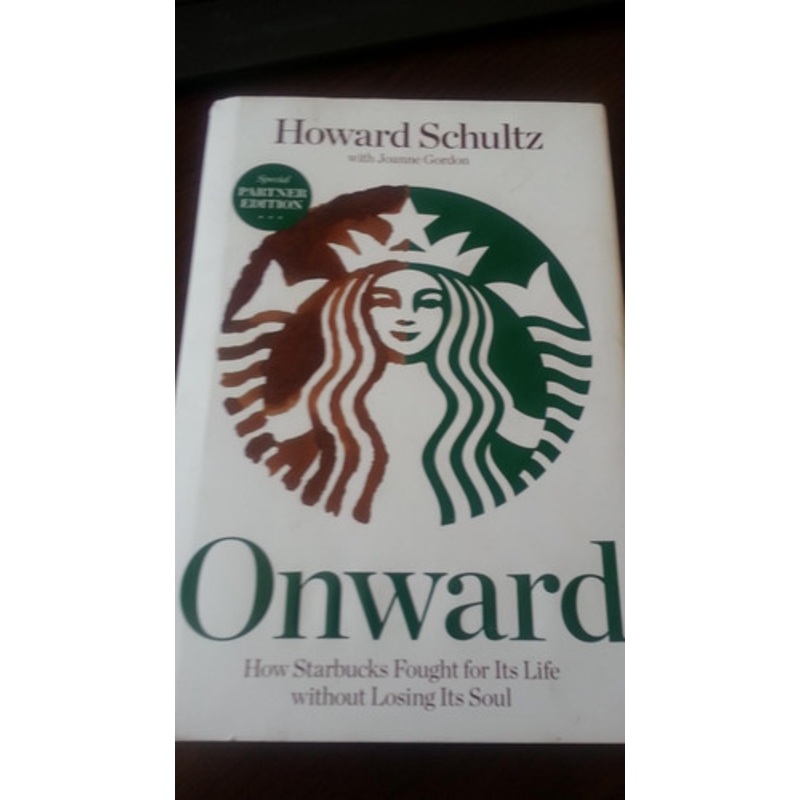 Howard Schultz
with Joanne Gordon
Special
PARTNER
EDITION
Onward
How Starbucks Fought for Its Life
without Losing Its Soul